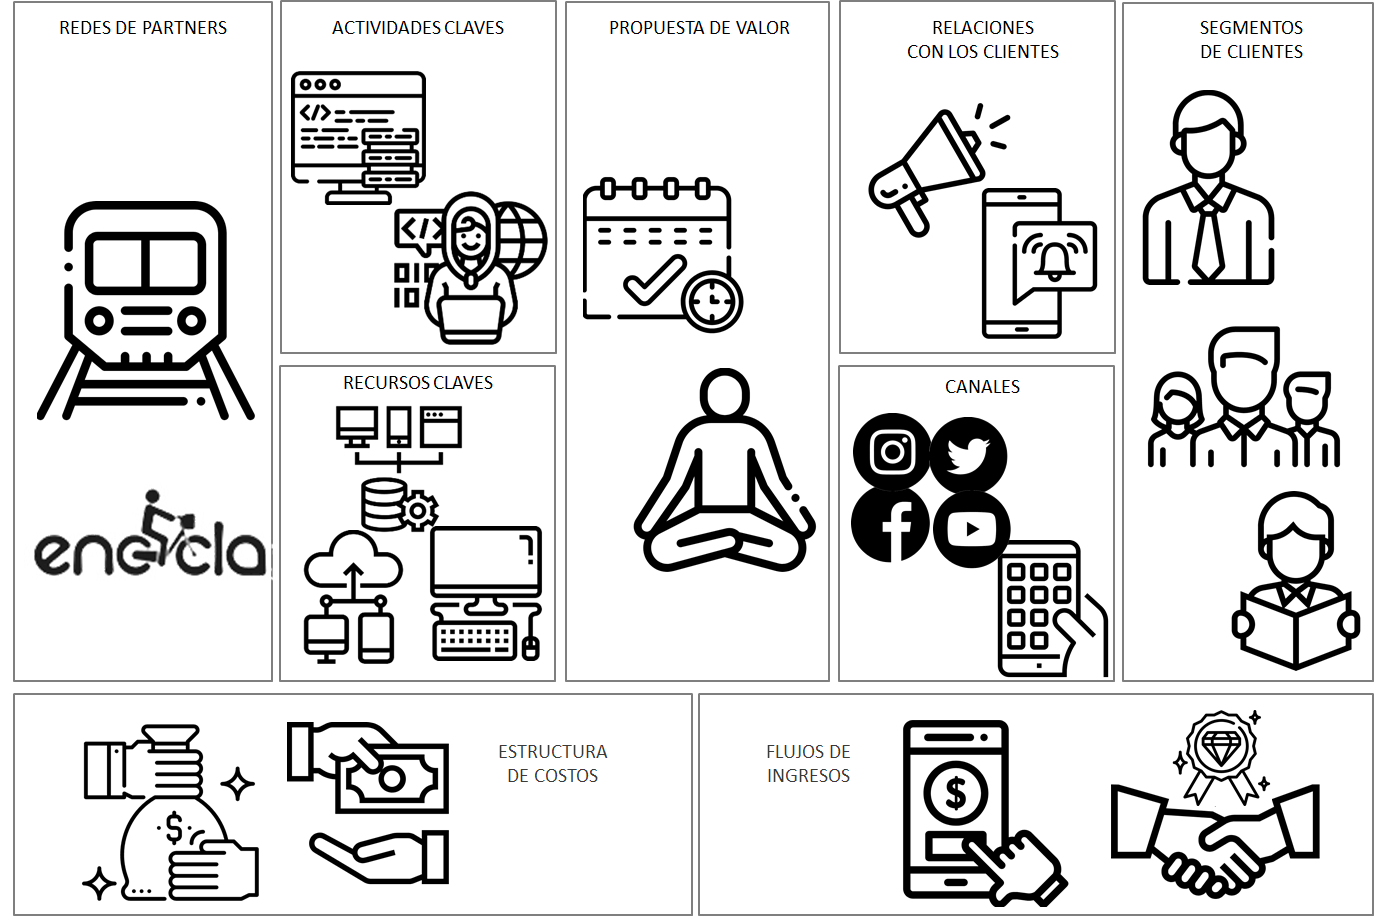 REDES DE PARTNERS
ACTIVIDADES CLAVES
PROPUESTA DE VALOR
RELACIONES
CON LOS CLIENTES
SEGMENTOS
DE CLIENTES
</>
</>
RECURSOS CLAVES
CANALES
encicla
ESTRUCTURA
DE COSTOS
$
FLUJOS DE
INGRESOS
$